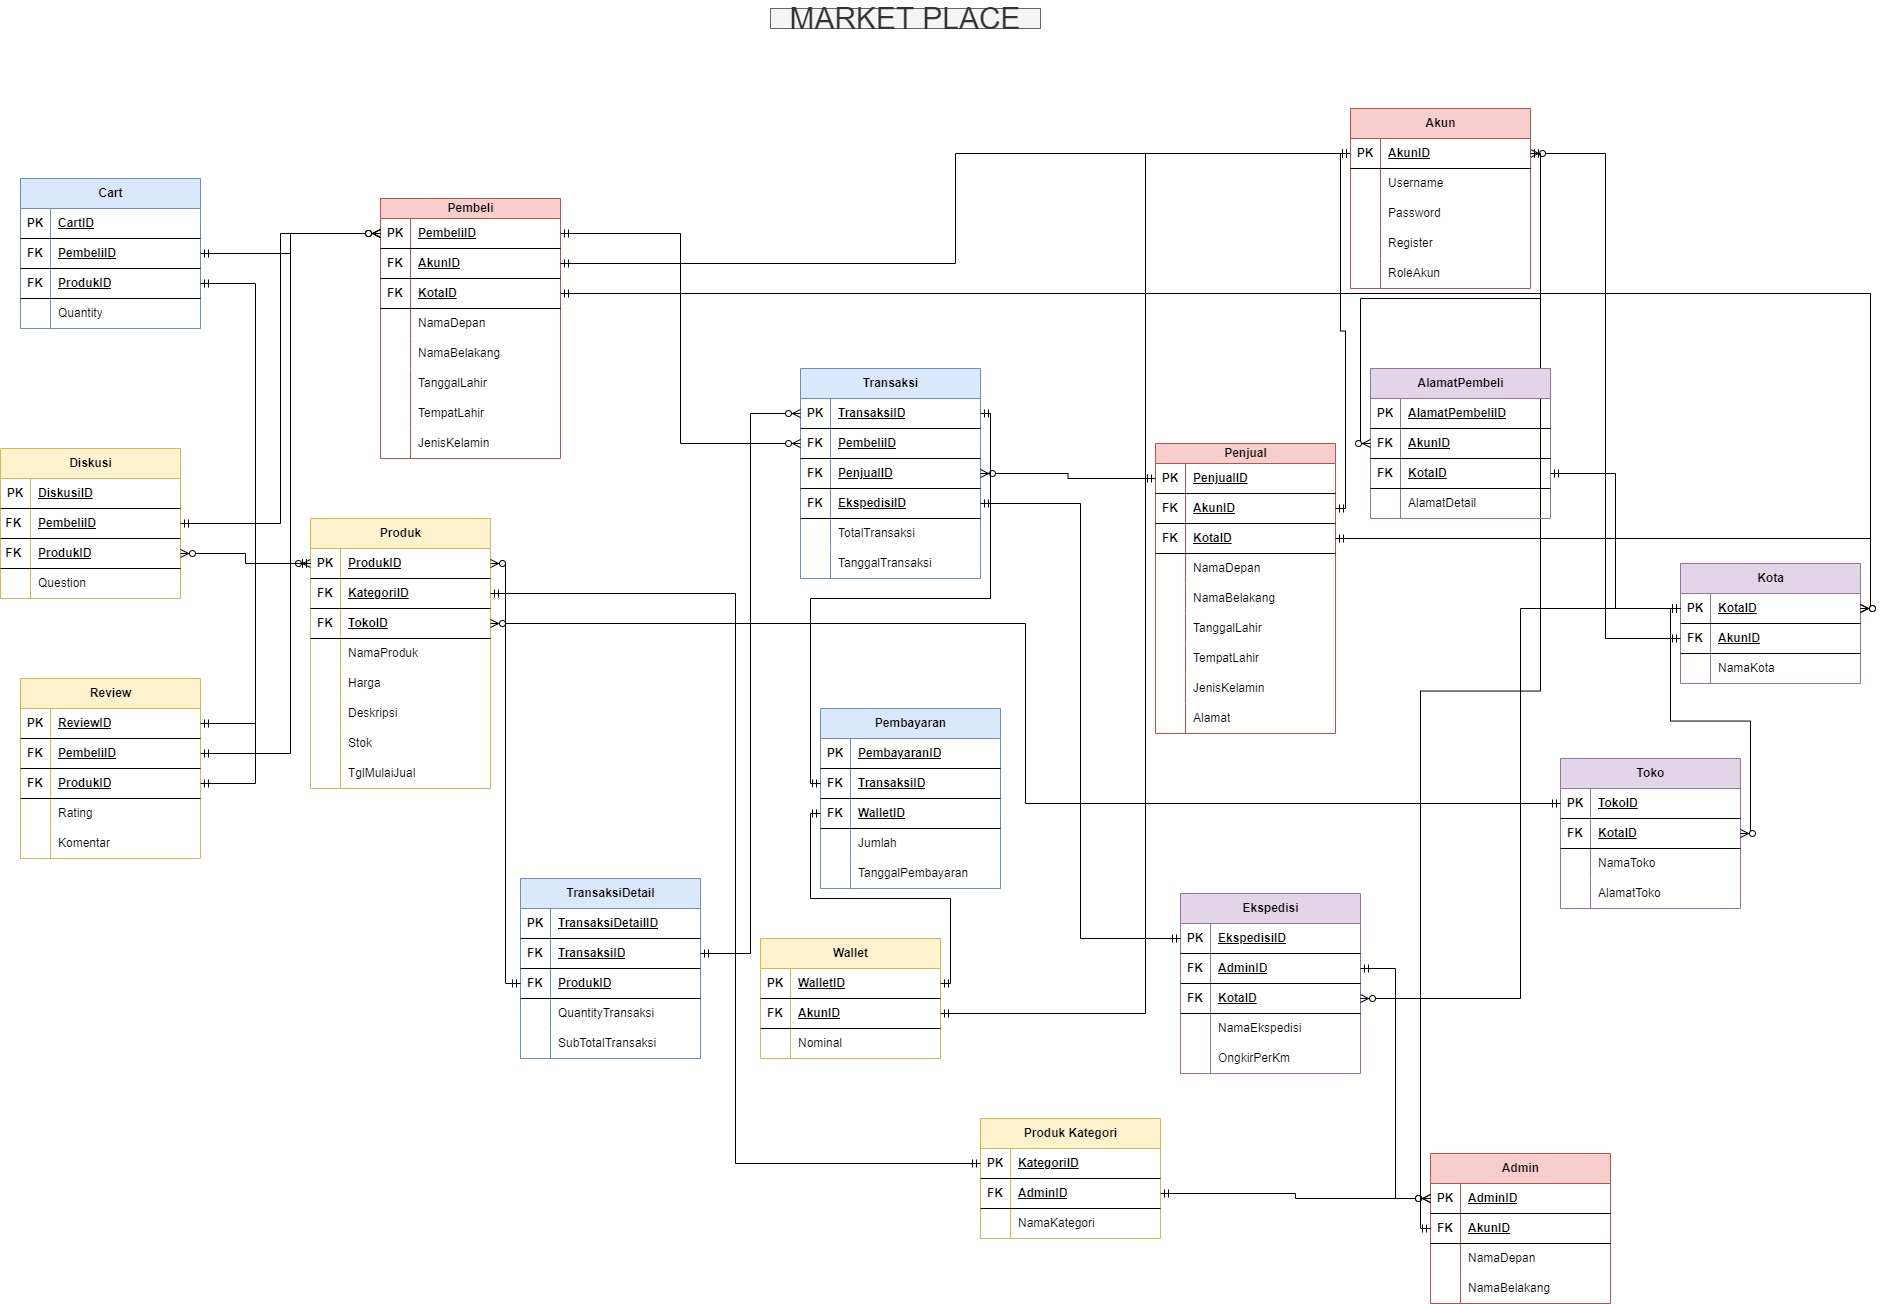 MARKET PLACE
Akun
PK AkunID
Username
Password
Register
RoleAkun
Cart
PK CartID
FK PembeliID
FK ProdukID
Quantity
Pembeli
PK PembeliID
FK AkunID
FK KotaID
NamaDepan
NamaBelakang
TanggalLahir
TempatLahir
JenisKelamin
Transaksi
PK TransaksiID
FK PembeliID
FK PenjualID
FK EkspedisiID
TotalTransaksi
TanggalTransaksi
AlamatPembeli
PK AlamatPembeliID
FK AkunID
FK KotaID
AlamatDetail
Penjual
PK PenjualID
FK AkunID
FK KotaID
NamaDepan
NamaBelakang
TanggalLahir
TempatLahir
JenisKelamin
Alamat
Diskusi
PK DiskusiID
FK PembeliID
FK ProdukID
Question
Produk
PK ProdukID
FK KategoriID
FK TokoID
NamaProduk
Harga
Deskripsi
Stok
TglMulaiJual
Kota
PK KotaID
FK AkunID
NamaKota
Review
PK ReviewID
FK PembeliID
FK ProdukID
Rating
Komentar
Pembayaran
PK PembayaranID
FK TransaksiID
FK WalletID
Jumlah
TanggalPembayaran
Toko
PK TokoID
FK KotaID
NamaToko
AlamatToko
TransaksiDetail
PK TransaksiDetailID
FK TransaksiID
FK ProdukID
QuantityTransaksi
SubTotalTransaksi
Wallet
PK WalletID
FK AkunID
Nominal
Ekspedisi
PK EkspedisiID
FK AdminID
FK KotaID
NamaEkspedisi
OngkirPerKm
Produk Kategori
PK KategoriID
FK AdminID
NamaKategori
Admin
PK AdminID
FK AkunID
NamaDepan
NamaBelakang